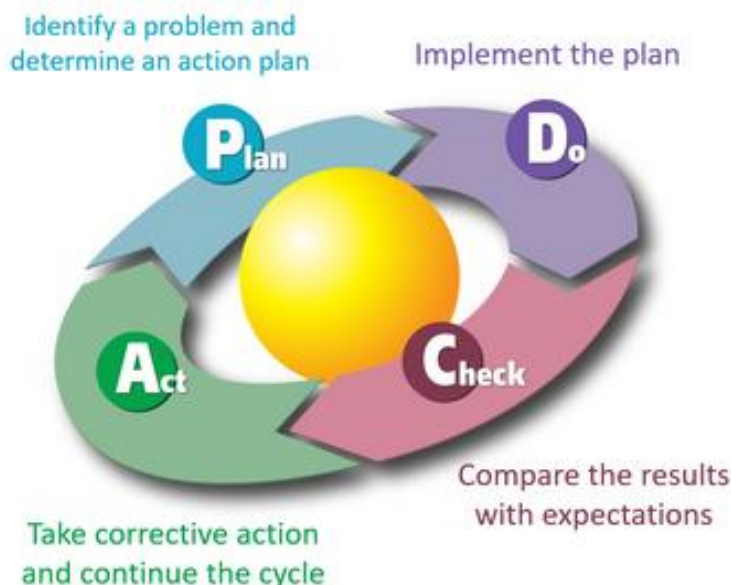 Identify a problem and
determine an action plan
Implement the plan
Plan
Do
Act
Check
Compare the results
with expectations
Take corrective action
and continue the cycle